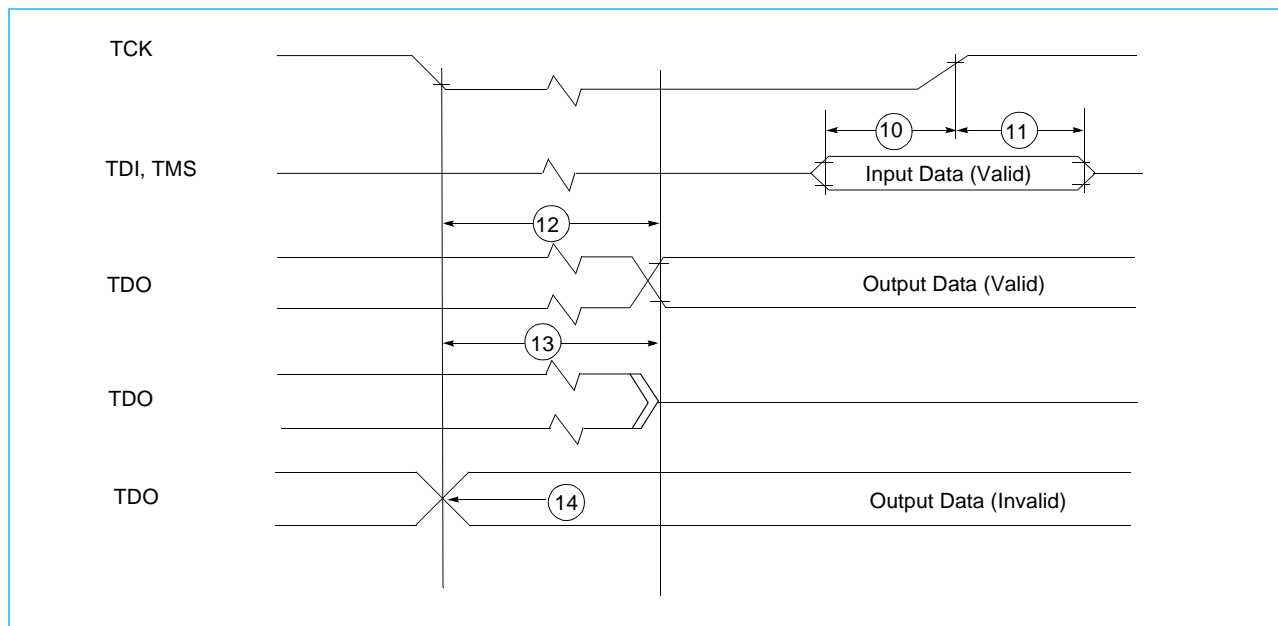 TCK
10
11
TDI, TMS
Input Data (Valid)
12
TDO
Output Data (Valid)
13
TDO
TDO
14
Output Data (Invalid)